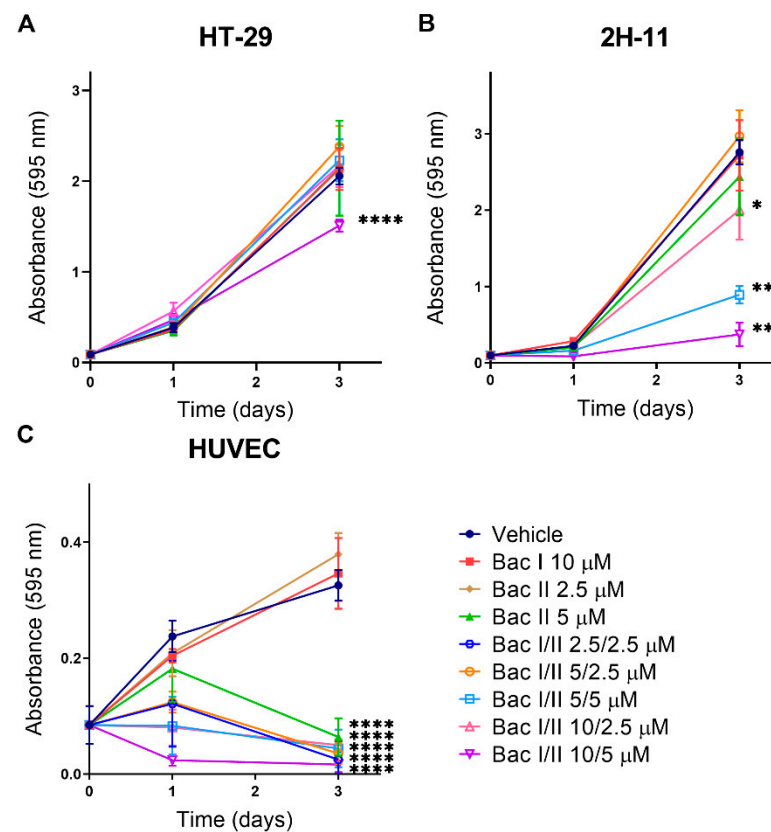 A
HT-29
3
2
1
0
Absorbance (595 nm)
****
0
1
2
3
Time (days)
B
2H-11
3
2
1
0
Absorbance (595 nm)
*
**
**
0
1
2
3
Time (days)
C
HUVEC
0.4
0.2
0.0
Absorbance (595 nm)
****
****
****
****
****
0
1
2
3
Time (days)
Vehicle
Bac I 10 μM
Bac II 2.5 μM
Bac II 5 μM
Bac I/II 2.5/2.5 μM
Bac I/II 5/2.5 μM
Bac I/II 5/5 μM
Bac I/II 10/2.5 μM
Bac I/II 10/5 μM